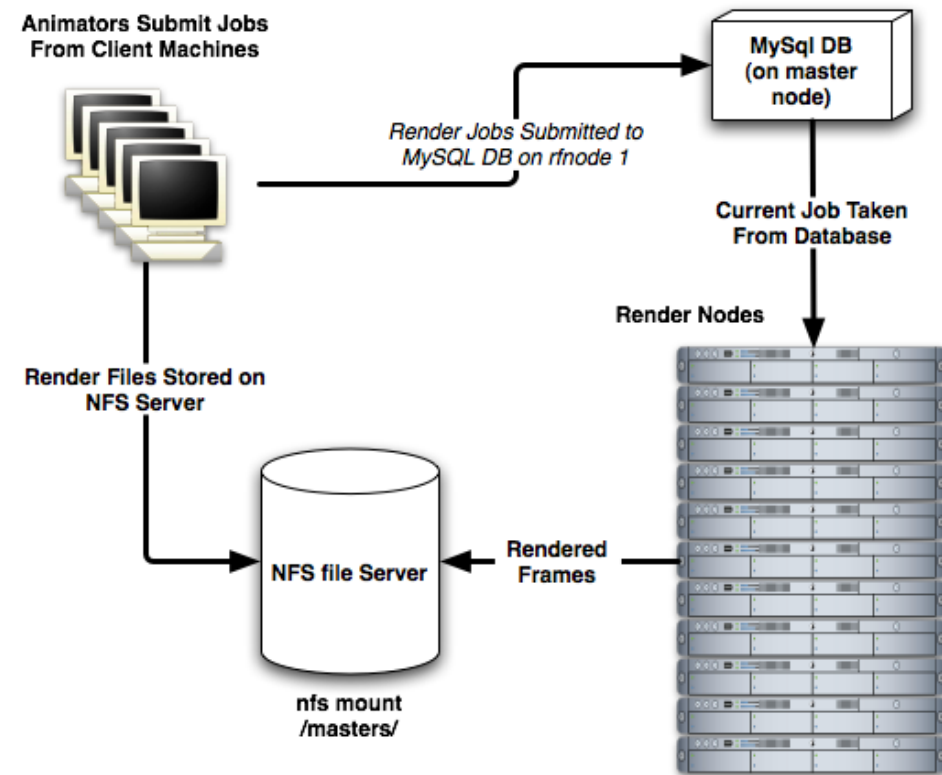 Animators Submit Jobs
From Client Machines
MySql DB
(on master
node)
Render Jobs Submitted to
MySQL DB on rfnode 1
Current Job Taken
From Database
Render Nodes
Render Files Stored on
NFS Server
NFS file Server
Rendered
Frames
nfs mount
/masters/